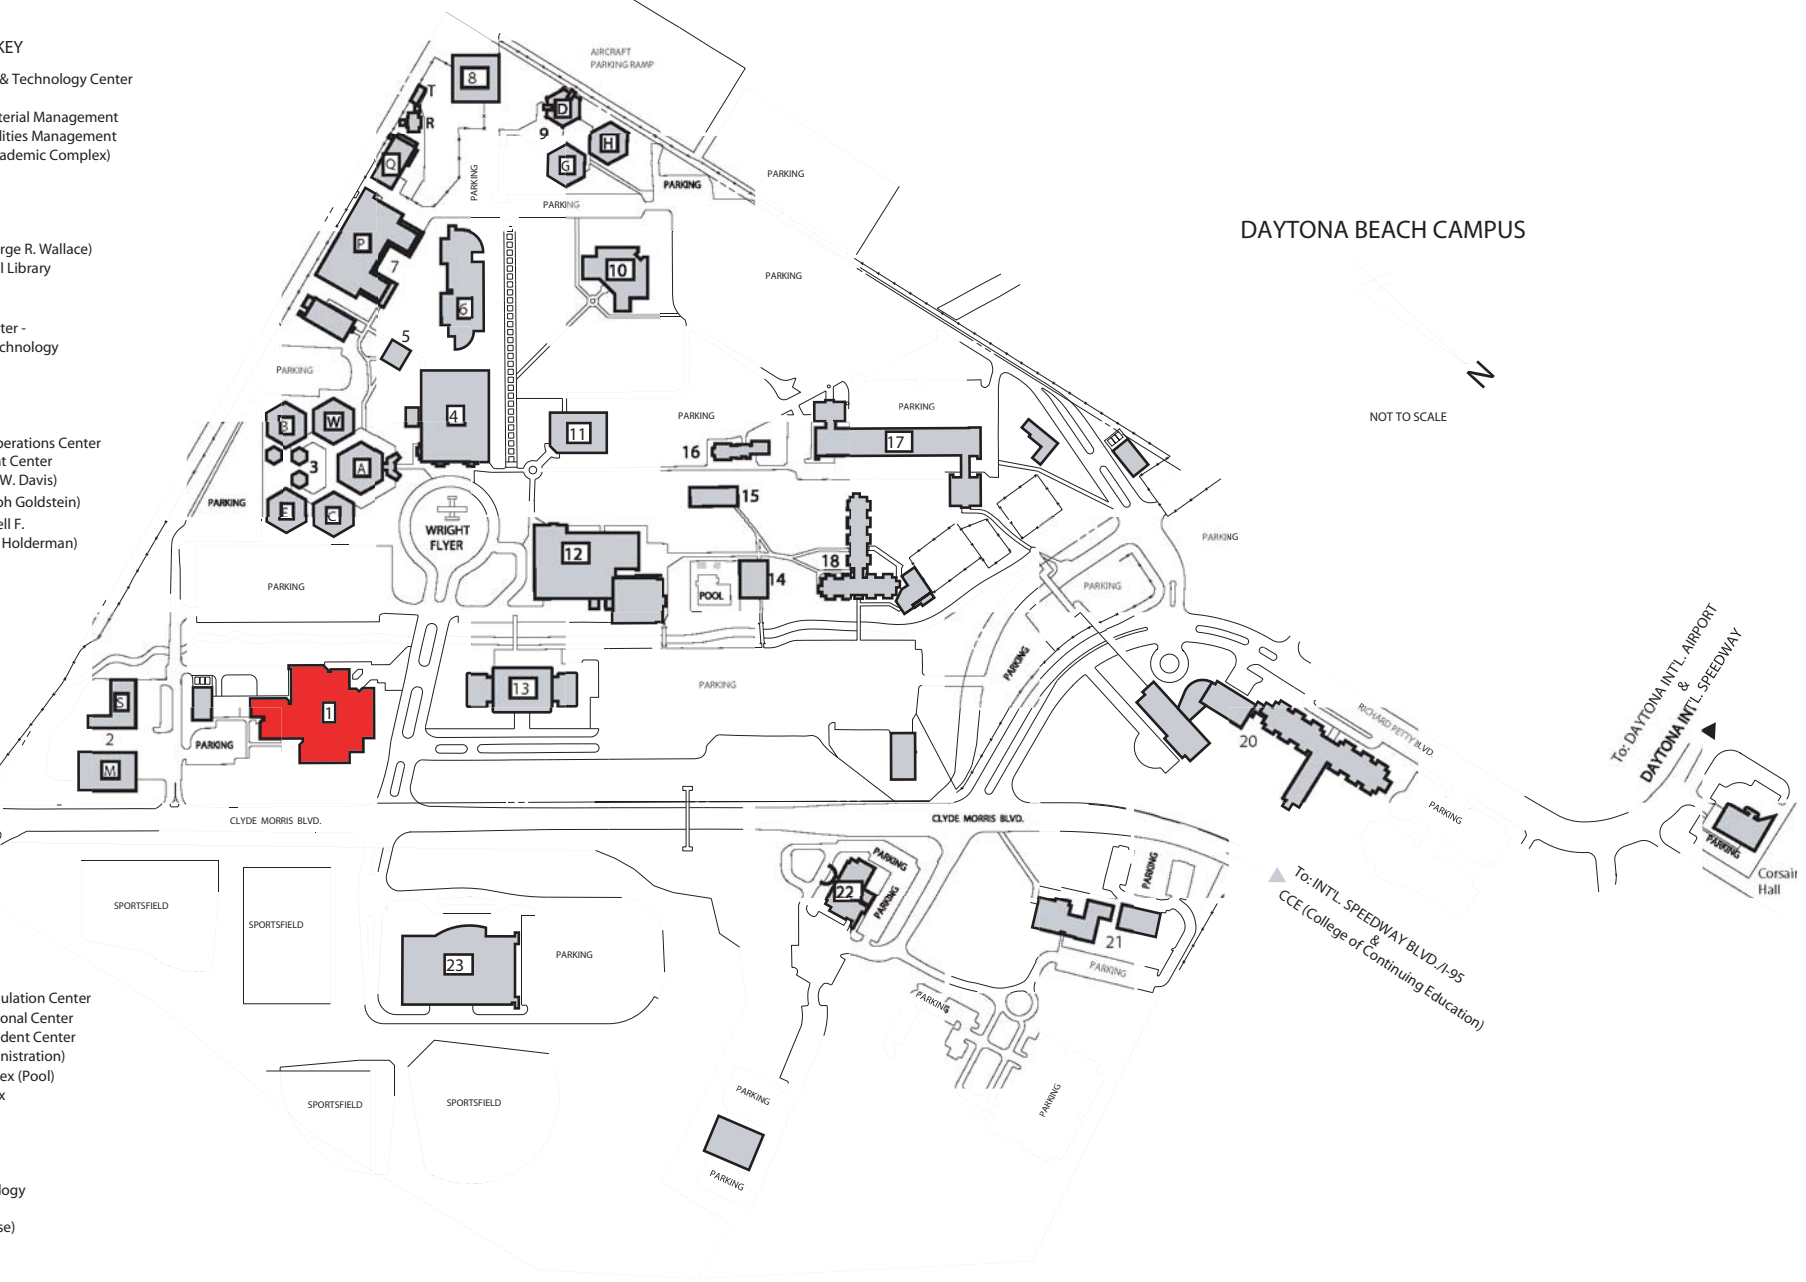 KEY
& Technology Center
terial Management
lities Management
ademic Complex)
rge R. Wallace)
l Library
ter -
chnology
perations Center
t Center
W. Davis)
ph Goldstein)
ell F.
Holderman)
ulation Center
onal Center
dent Center
nistration)
ex (Pool)
x
logy
se)
DAYTONA BEACH CAMPUS
N
NOT TO SCALE
AIRCRAFT
PARKING RAMP
8
T
R
Q
D
9
H
G
PARKING
PARKING
PARKING
PARKING
P
7
6
10
PARKING
5
PARKING
B
W
4
11
PARKING
PARKING
16
17
3
A
PARKING
E
C
WRIGHT
FLYER
15
12
PARKING
POOL
14
18
PARKING
PARKING
PARKING
S
2
M
PARKING
1
13
PARKING
20
RICHARD PETTY BLVD.
PARKING
To: DAYTONA INT'L. AIRPORT
&
DAYTONA INT'L. SPEEDWAY
PARKING
Corsair
Hall
CLYDE MORRIS BLVD.
CLYDE MORRIS BLVD.
PARKING
PARKING
22
PARKING
21
PARKING
PARKING
To: INT'L. SPEEDWAY BLVD./I-95
&
CCE (College of Continuing Education)
SPORTSFIELD
SPORTSFIELD
23
PARKING
SPORTSFIELD
SPORTSFIELD
PARKING
PARKING
PARKING